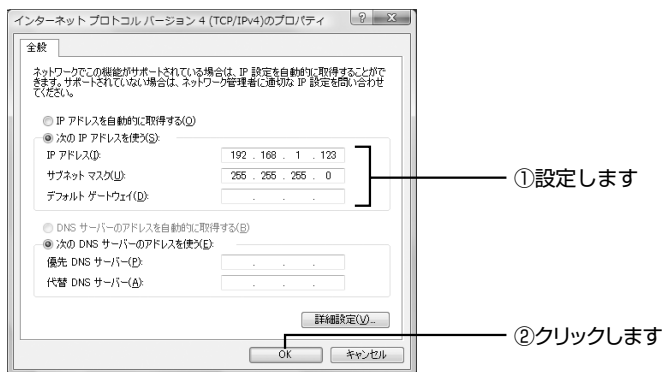 インターネット プロトコル バージョン 4 (TCP/IPv4)のプロパティ
全般
ネットワークでこの機能がサポートされている場合は、IP 設定を自動的に取得することがで
きます。サポートされていない場合は、ネットワーク管理者に適切な IP 設定を問い合わせ
てください。
IP アドレスを自動的に取得する(O)
次の IP アドレスを使う(S):
IP アドレス(I): 192 . 168 . 1 . 123
サブネット マスク(U): 255 . 255 . 255 . 0
デフォルト ゲートウェイ(D): . . .
①設定します
DNS サーバーのアドレスを自動的に取得する(B)
次の DNS サーバーのアドレスを使う(E):
優先 DNS サーバー(P): . . .
代替 DNS サーバー(A): . . .
詳細設定(V)...
②クリックします
OK キャンセル